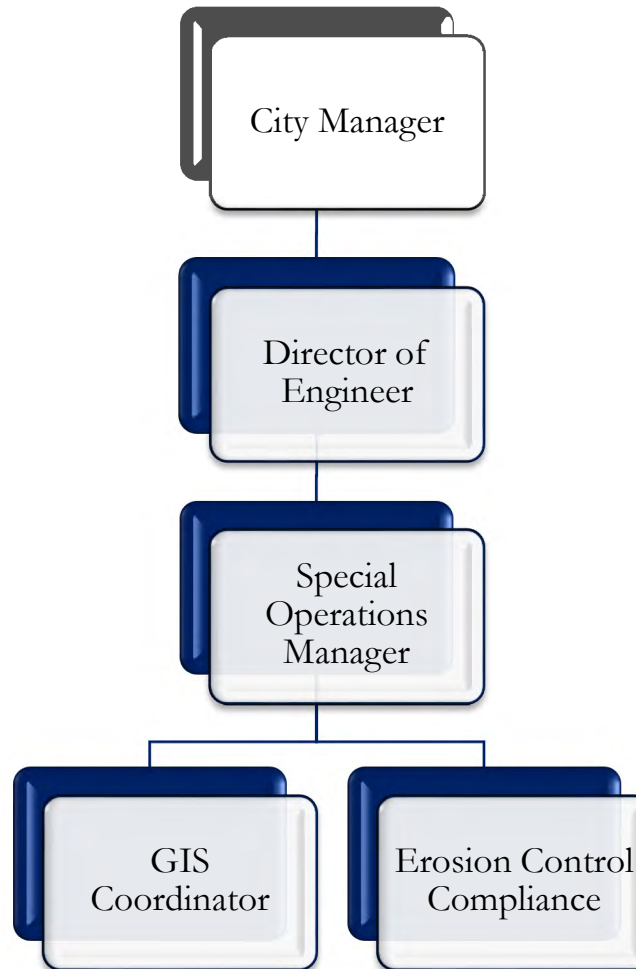 City Manager
Director of
Engineer
Special
Operations
Manager
GIS
Coordinator
Erosion Control
Compliance